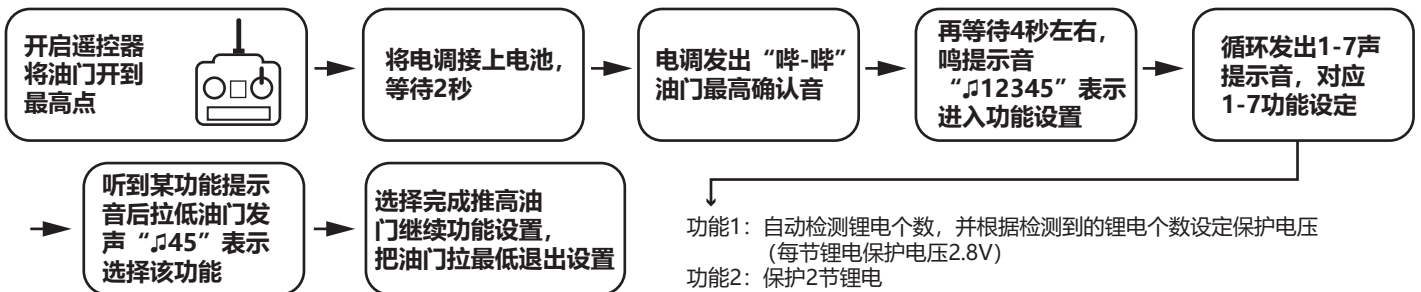 开启遥控器
将油门开到
最高点
将电调接上电池，
等待2秒
电调发出“哔-哔”
油门最高确认音
再等待4秒左右，
鸣提示音
“♫12345”表示
进入功能设置
循环发出1-7声
提示音，对应
1-7功能设定
听到某功能提示
音后拉低油门发
声“♫45”表示
选择该功能
选择完成推高油
门继续功能设置，
把油门拉最低退出设置
功能1：自动检测锂电个数，并根据检测到的锂电个数设定保护电压
（每节锂电保护电压2.8V）
功能2：保护2节锂电